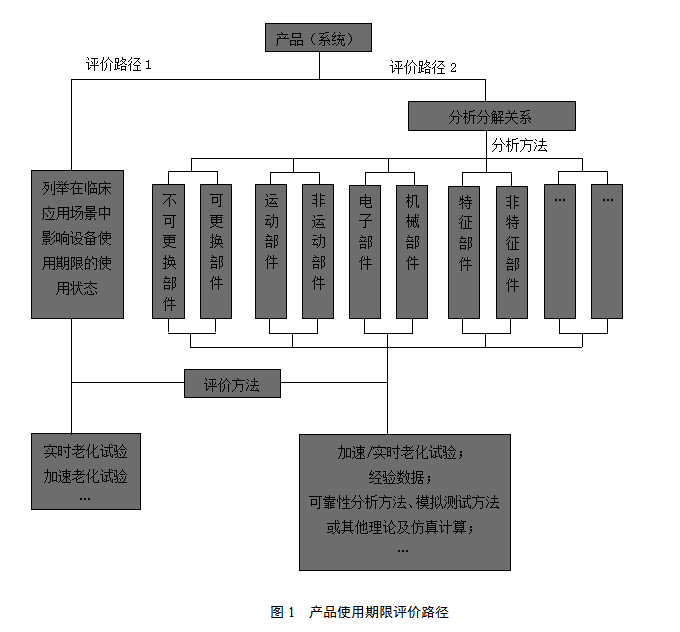 产品（系统）
评价路径 1
评价路径 2
分析分解关系
分析方法
列举在临床
应用场景中
影响设备使
用期限的使
用状态
不可更换部件
可更换部件
运动部件
非运动部件
电子部件
机械部件
特征部件
非特征部件
…
…
评价方法
实时老化试验
加速老化试验
…
加速/实时老化试验；
经验数据；
可靠性分析方法、模拟测试方法
或其他理论及仿真计算；
…
图 1 产品使用期限评价路径